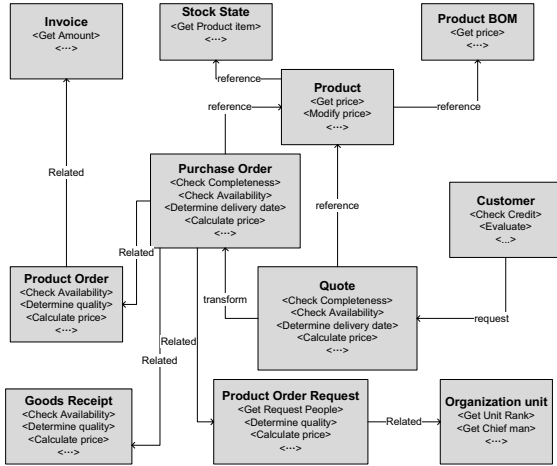 Invoice
<Get Amount>
<···>
Stock State
<Get Product item>
<···>
Product BOM
<Get price>
<···>
reference
Product
<Get price>
<Modify price>
<···>
reference
reference
Related
Purchase Order
<Check Completeness>
<Check Availability>
<Determine delivery date>
<Calculate price>
<···>
reference
Customer
<Check Credit>
<Evaluate>
<...>
Related
Product Order
<Check Availability>
<Determine quality>
<Calculate price>
<···>
transform
Quote
<Check Completeness>
<Check Availability>
<Determine delivery date>
<Calculate price>
<···>
request
Related
Related
Goods Receipt
<Check Availability>
<Determine quality>
<Calculate price>
<···>
Product Order Request
<Get Request People>
<Determine quality>
<Calculate price>
<···>
Related
Organization unit
<Get Unit Rank>
<Get Chief man>
<···>